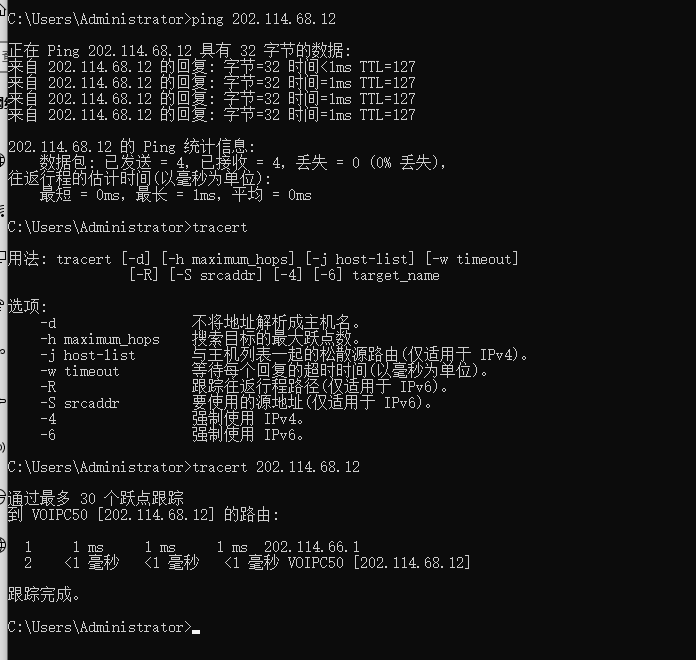 C:\Users\Administrator>ping 202.114.68.12
正在 Ping 202.114.68.12 具有 32 字节的数据:
来自 202.114.68.12 的回复: 字节=32 时间<1ms TTL=127
来自 202.114.68.12 的回复: 字节=32 时间=1ms TTL=127
来自 202.114.68.12 的回复: 字节=32 时间=1ms TTL=127
来自 202.114.68.12 的回复: 字节=32 时间=1ms TTL=127
202.114.68.12 的 Ping 统计信息:
数据包: 已发送 = 4, 已接收 = 4, 丢失 = 0 (0% 丢失),
往返行程的估计时间(以毫秒为单位):
最短 = 0ms, 最长 = 1ms, 平均 = 0ms
C:\Users\Administrator>tracert
用法: tracert [-d] [-h maximum_hops] [-j host-list] [-w timeout]
[-R] [-S srcaddr] [-4] [-6] target_name
选项:
-d 不将地址解析成主机名。
-h maximum_hops 搜索目标的最大跃点数。
-j host-list 与主机列表一起的松散源路由(仅适用于 IPv4)。
-w timeout 等待每个回复的超时时间(以毫秒为单位)。
-R 跟踪往返行程路径(仅适用于 IPv6)。
-S srcaddr 要使用的源地址(仅适用于 IPv6)。
-4 强制使用 IPv4。
-6 强制使用 IPv6。
C:\Users\Administrator>tracert 202.114.68.12
通过最多 30 个跃点跟踪
到 VOIPC50 [202.114.68.12] 的路由:
1 1 ms 1 ms 1 ms 202.114.66.1
2 <1 毫秒 <1 毫秒 <1 毫秒 VOIPC50 [202.114.68.12]
跟踪完成。
C:\Users\Administrator>